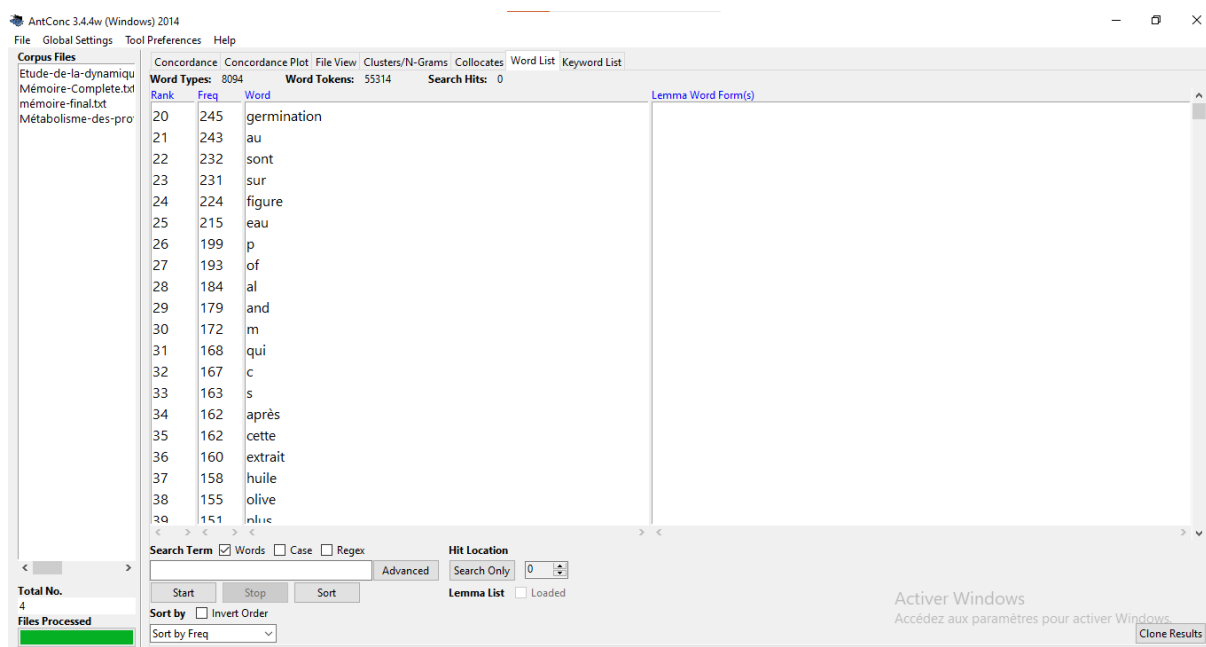 AntConc 3.4.4w (Windows) 2014
File Global Settings Tool Preferences Help
Corpus Files
Etude-de-la-dynamiqu
Mémoire-Complete.txt
mémoire-final.txt
Métabolisme-des-pro
Concordance Concordance Plot File View Clusters/N-Grams Collocates Word List Keyword List
Word Types: 8094 Word Tokens: 55314 Search Hits: 0
Rank Freq Word Lemma Word Form(s)
20 245 germination
21 243 au
22 232 sont
23 231 sur
24 224 figure
25 215 eau
26 199 p
27 193 of
28 184 al
29 179 and
30 172 m
31 168 qui
32 167 c
33 163 s
34 162 après
35 162 cette
36 160 extrait
37 158 huile
38 155 olive
39 151 plus
Search Term Words Case Regex Hit Location
Advanced Search Only 0
Start Stop Sort Lemma List Loaded
Sort by Invert Order
Sort by Freq
Total No.
4
Files Processed
Activer Windows
Accédez aux paramètres pour activer Windows.
Clone Results